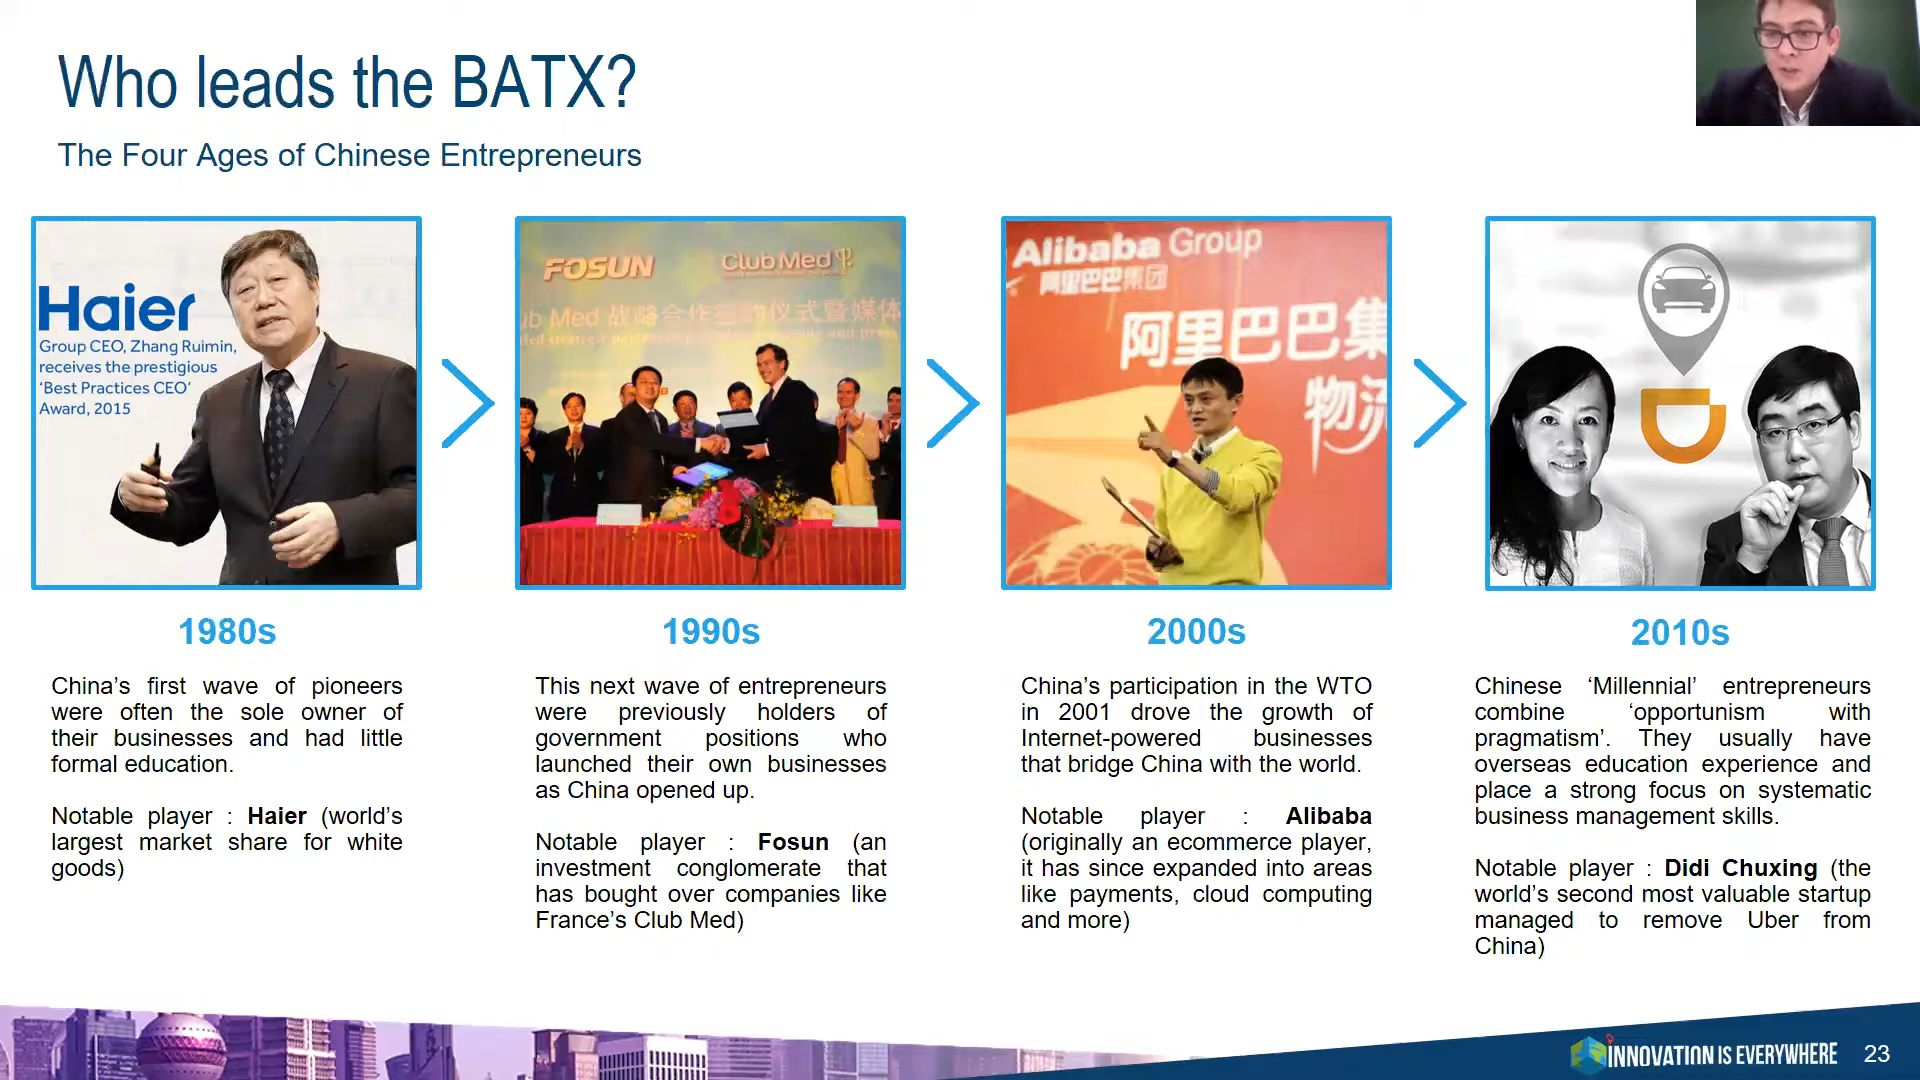 Who leads the BATX?
The Four Ages of Chinese Entrepreneurs
Haier
Group CEO, Zhang Ruimin,
receives the prestigious
‘Best Practices CEO’
Award, 2015
FOSUN
Club Med
ub Med 战略合作签约仪式暨媒体
Alibaba Group
阿里巴巴集团
阿里巴巴集
物流
1980s
China’s first wave of pioneers
were often the sole owner of
their businesses and had little
formal education.
Notable player : Haier (world’s
largest market share for white
goods)
1990s
This next wave of entrepreneurs
were previously holders of
government positions who
launched their own businesses
as China opened up.
Notable player : Fosun (an
investment conglomerate that
has bought over companies like
France’s Club Med)
2000s
China’s participation in the WTO
in 2001 drove the growth of
Internet-powered businesses
that bridge China with the world.
Notable player : Alibaba
(originally an ecommerce player,
it has since expanded into areas
like payments, cloud computing
and more)
2010s
Chinese ‘Millennial’ entrepreneurs
combine ‘opportunism with
pragmatism’. They usually have
overseas education experience and
place a strong focus on systematic
business management skills.
Notable player : Didi Chuxing (the
world’s second most valuable startup
managed to remove Uber from
China)
INNOVATION IS EVERYWHERE
23